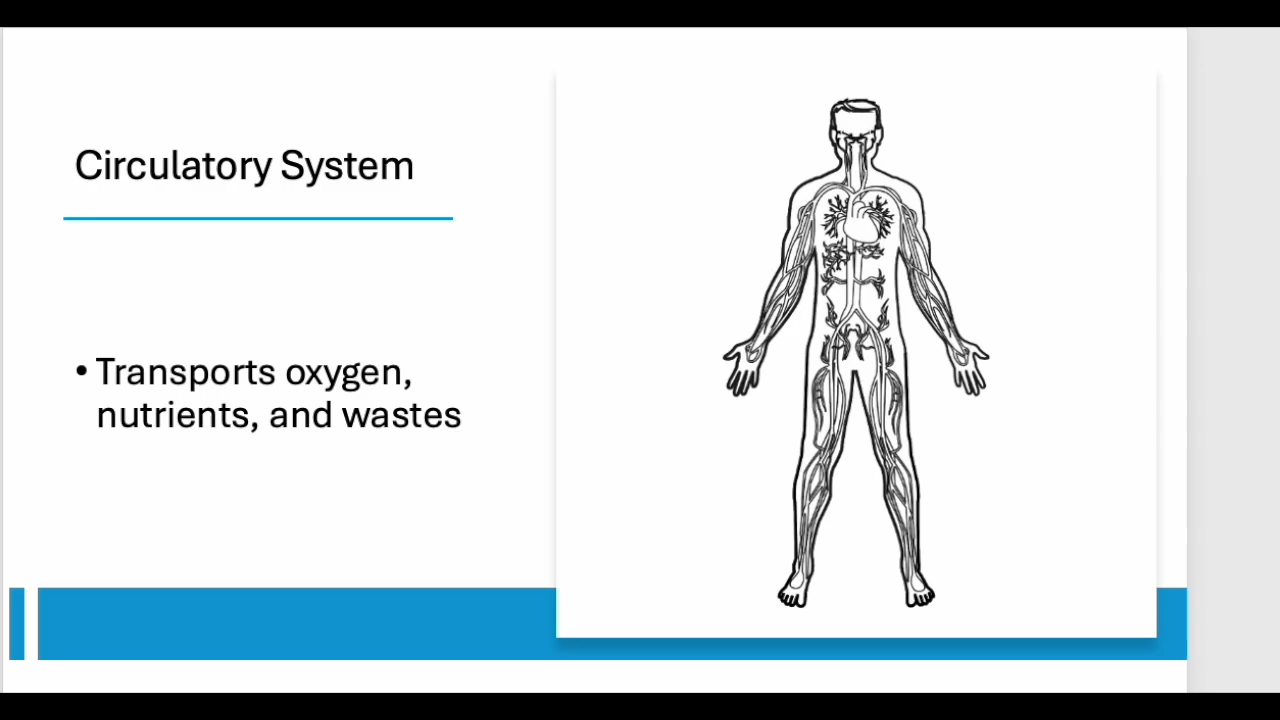 Circulatory System
• Transports oxygen,
nutrients, and wastes